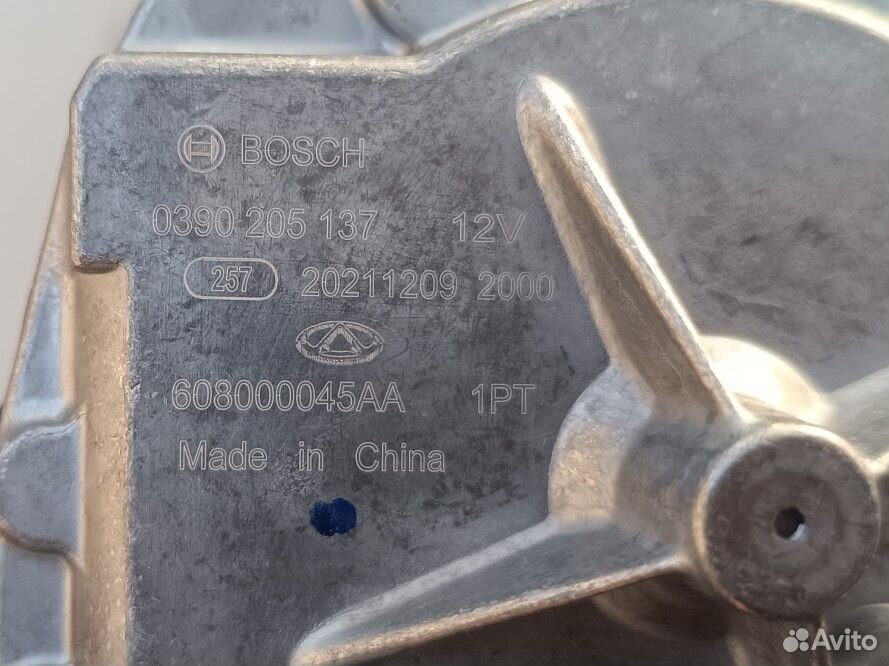 BOSCH
0390 205 137 12V
257 20211209 2000
608000045AA 1PT
Made in China
Avito